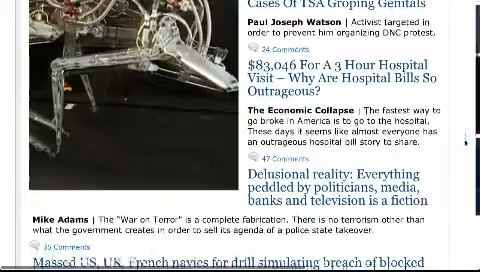 Cases Of TSA Groping Genitals
Paul Joseph Watson | Activist targeted in
order to prevent him organizing DNC protest.
24 Comments
$83,046 For A 3 Hour Hospital
Visit – Why Are Hospital Bills So
Outrageous?
The Economic Collapse | The fastest way to
go broke in America is to go to the hospital,
These days it seems like almost everyone has
an outrageous hospital bill story to share.
47 Comments
Delusional reality: Everything
peddled by politicians, media,
banks and television is a fiction
Mike Adams | The “War on Terror” is a complete fabrication. There is no terrorism other than
what the government creates in order to sell its agenda of a police state takeover.
35 Comments
Massed US, UK, French navies for drill simulating breach of blocked